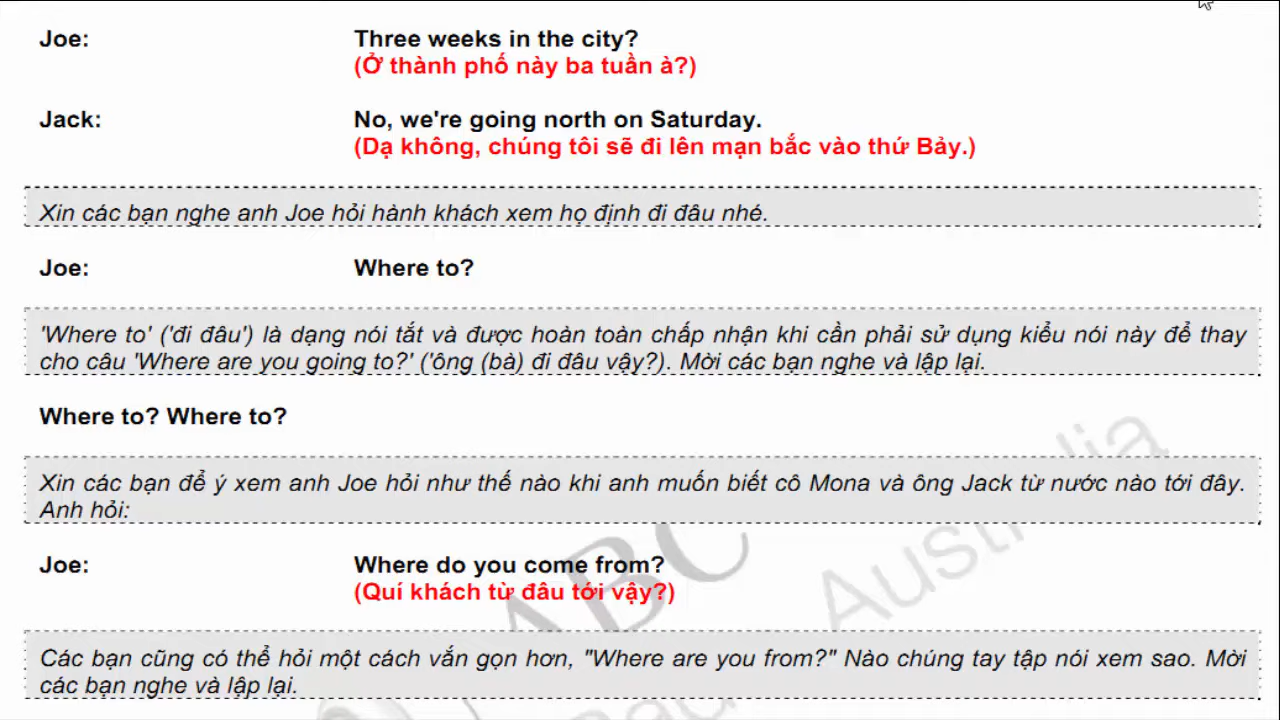 Joe: Three weeks in the city?
(Ở thành phố này ba tuần à?)
Jack: No, we're going north on Saturday.
(Dạ không, chúng tôi sẽ đi lên mạn bắc vào thứ Bảy.)
Xin các bạn nghe anh Joe hỏi hành khách xem họ định đi đâu nhé.
Joe: Where to?
'Where to' ('đi đâu') là dạng nói tắt và được hoàn toàn chấp nhận khi cần phải sử dụng kiểu nói này để thay
cho câu 'Where are you going to?' ('ông (bà) đi đâu vậy?). Mời các bạn nghe và lập lại.
Where to? Where to?
Xin các bạn để ý xem anh Joe hỏi như thế nào khi anh muốn biết cô Mona và ông Jack từ nước nào tới đây.
Anh hỏi:
Joe: Where do you come from?
(Quí khách từ đâu tới vậy?)
Các bạn cũng có thể hỏi một cách vắn gọn hơn, "Where are you from?" Nào chúng tay tập nói xem sao. Mời
các bạn nghe và lập lại.
ABC
Australia